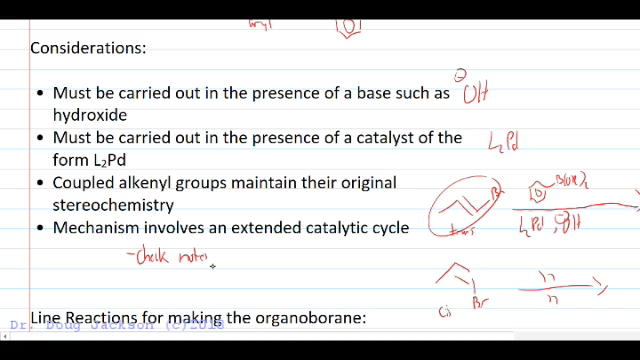 aryl
Considerations:
• Must be carried out in the presence of a base such as
hydroxide
OH
• Must be carried out in the presence of a catalyst of the
form L₂Pd
L₂Pd
• Coupled alkenyl groups maintain their original
stereochemistry
Br
B(OR)₂
• Mechanism involves an extended catalytic cycle
trans
L₂Pd, OH
- check notes
Cis
Br
Line Reactions for making the organoborane:
Dr. Doug Jackson (c)2018